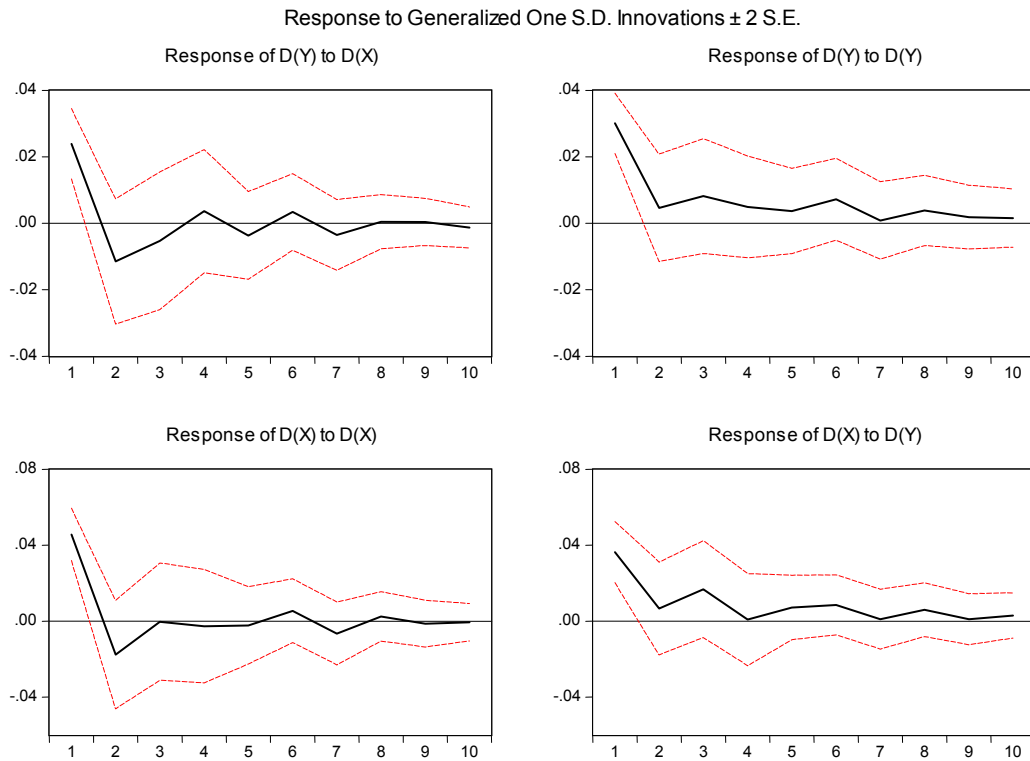 Response to Generalized One S.D. Innovations ± 2 S.E.
Response of D(Y) to D(X)
.04
.02
.00
-.02
-.04
1 2 3 4 5 6 7 8 9 10
Response of D(Y) to D(Y)
.04
.02
.00
-.02
-.04
1 2 3 4 5 6 7 8 9 10
Response of D(X) to D(X)
.08
.04
.00
-.04
1 2 3 4 5 6 7 8 9 10
Response of D(X) to D(Y)
.08
.04
.00
-.04
1 2 3 4 5 6 7 8 9 10